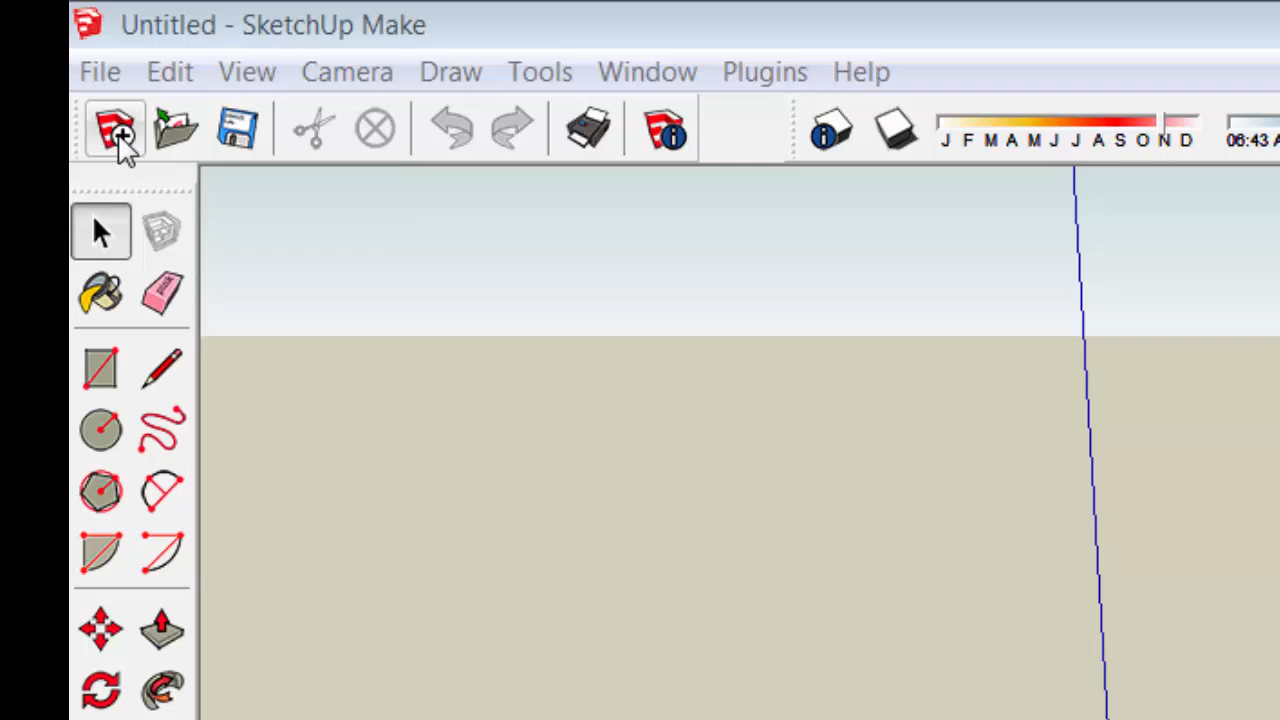 Untitled - SketchUp Make
File Edit View Camera Draw Tools Window Plugins Help
J F M A M J J A S O N D 06:43 A